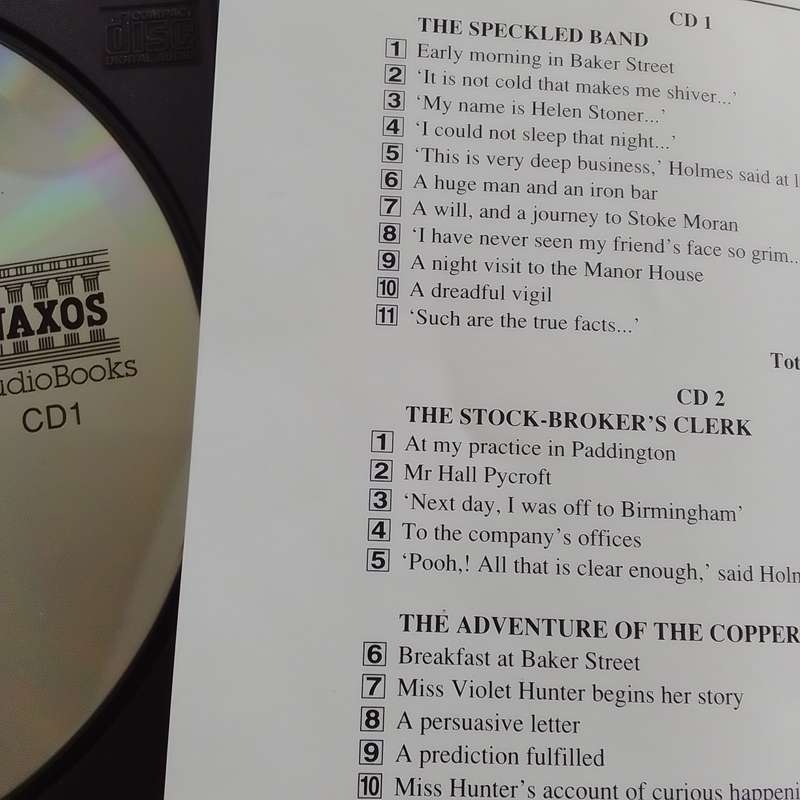 COMPACT
disc
DIGITAL AUDIO
NAXOS
AudioBooks
CD1
CD 1
THE SPECKLED BAND
1 Early morning in Baker Street
2 ‘It is not cold that makes me shiver...’
3 ‘My name is Helen Stoner...’
4 ‘I could not sleep that night...’
5 ‘This is very deep business,’ Holmes said at
6 A huge man and an iron bar
7 A will, and a journey to Stoke Moran
8 ‘I have never seen my friend’s face so grim...
9 A night visit to the Manor House
10 A dreadful vigil
11 ‘Such are the true facts...’
CD 2
THE STOCK-BROKER’S CLERK
1 At my practice in Paddington
2 Mr Hall Pycroft
3 ‘Next day, I was off to Birmingham’
4 To the company’s offices
5 ‘Pooh,! All that is clear enough,’ said
THE ADVENTURE OF THE COPPER
6 Breakfast at Baker Street
7 Miss Violet Hunter begins her story
8 A persuasive letter
9 A prediction fulfilled
10 Miss Hunter’s account of curious